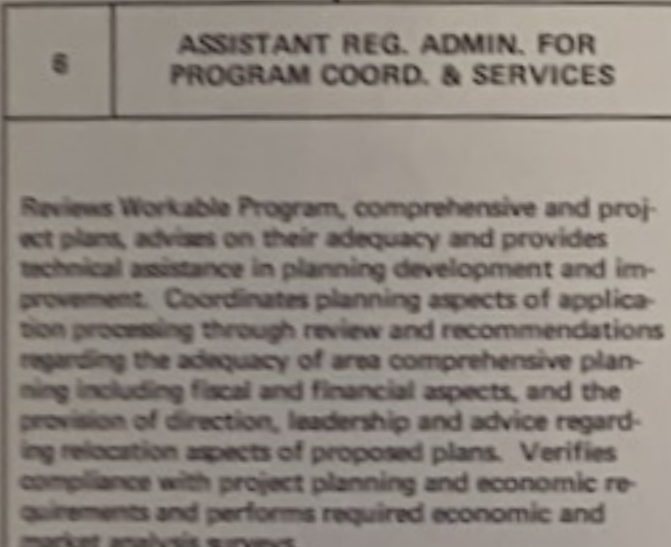 6
ASSISTANT REG. ADMIN. FOR
PROGRAM COORD. & SERVICES
Reviews Workable Program, comprehensive and proj-
ect plans, advises on their adequacy and provides
technical assistance in planning development and im-
provement. Coordinates planning aspects of applica-
tion processing through review and recommendations
regarding the adequacy of area comprehensive plan-
ning including fiscal and financial aspects, and the
provision of direction, leadership and advice regard-
ing relocation aspects of proposed plans. Verifies
compliance with project planning and economic re-
quirements and performs required economic and
market analysis surveys